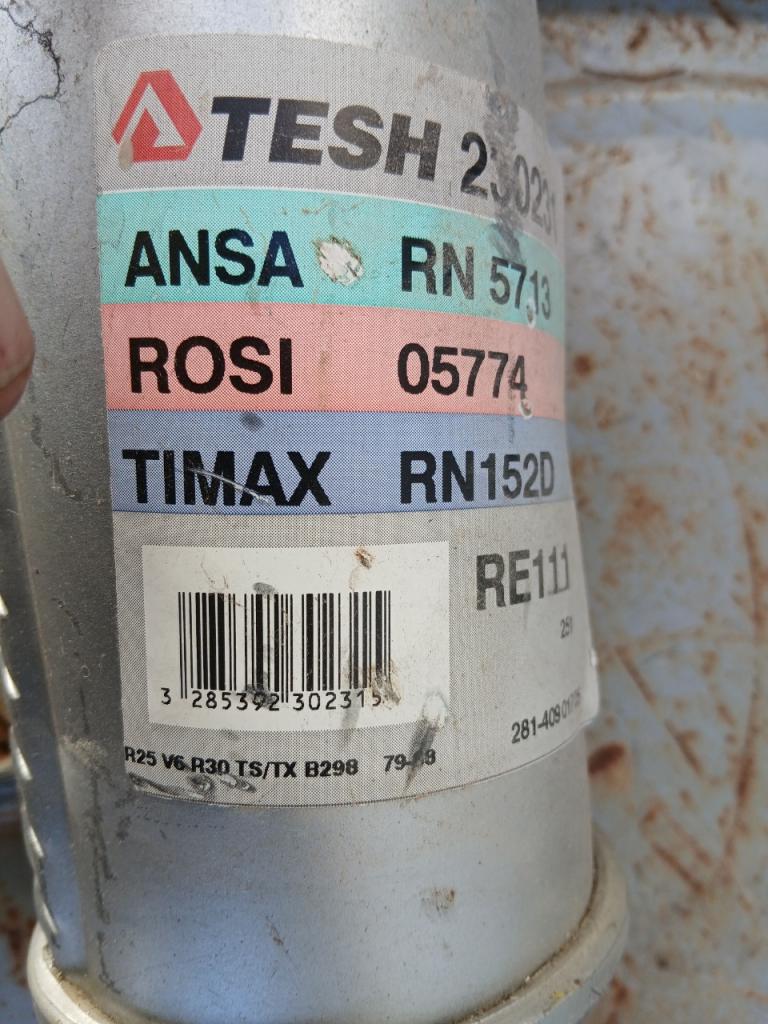 TESH
ANSA RN 5713
ROSI 05774
TIMAX RN152D
RE111
3 285392 302315
281-409
R25 V6 R30 TS/TX B298